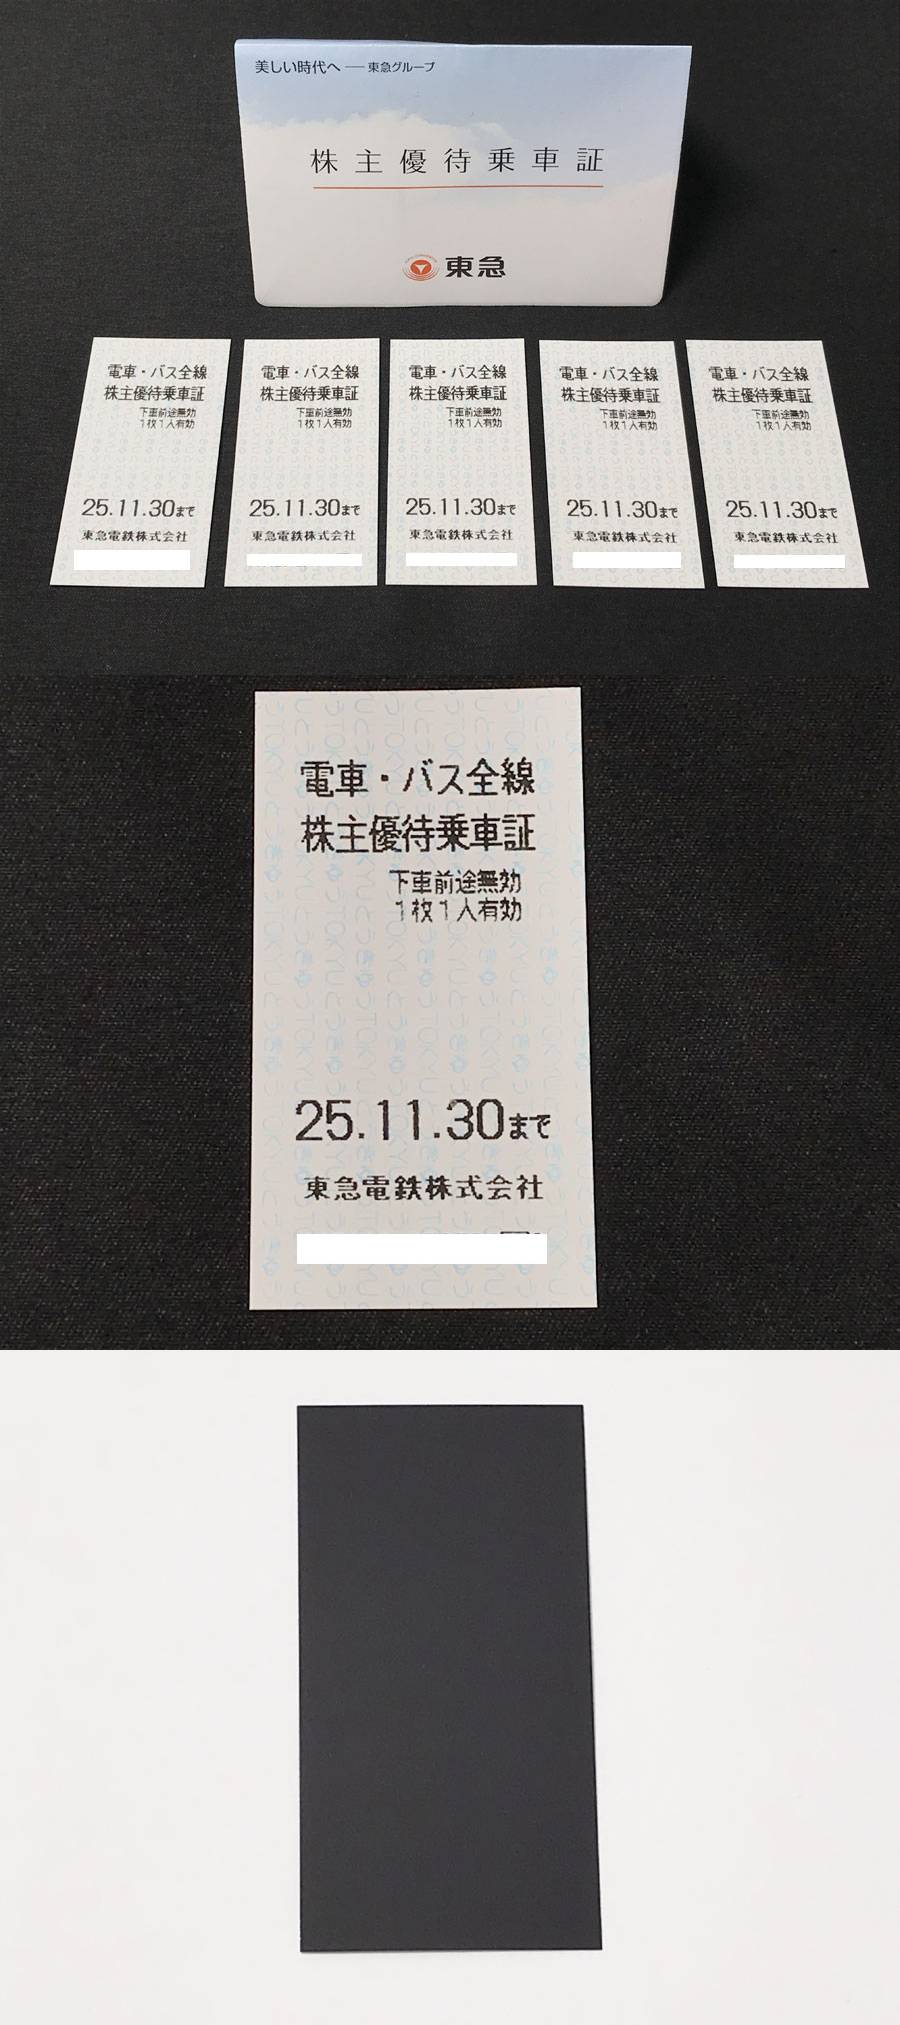 美しい時代へ ── 東急グループ
株主優待乗車証
東急
電車・バス全線
株主優待乗車証
下車前途無効
1枚1人有効
25.11.30まで
東急電鉄株式会社
電車・バス全線
株主優待乗車証
下車前途無効
1枚1人有効
25.11.30まで
東急電鉄株式会社
電車・バス全線
株主優待乗車証
下車前途無効
1枚1人有効
25.11.30まで
東急電鉄株式会社
電車・バス全線
株主優待乗車証
下車前途無効
1枚1人有効
25.11.30まで
東急電鉄株式会社
電車・バス全線
株主優待乗車証
下車前途無効
1枚1人有効
25.11.30まで
東急電鉄株式会社
電車・バス全線
株主優待乗車証
下車前途無効
1枚1人有効
25.11.30まで
東急電鉄株式会社